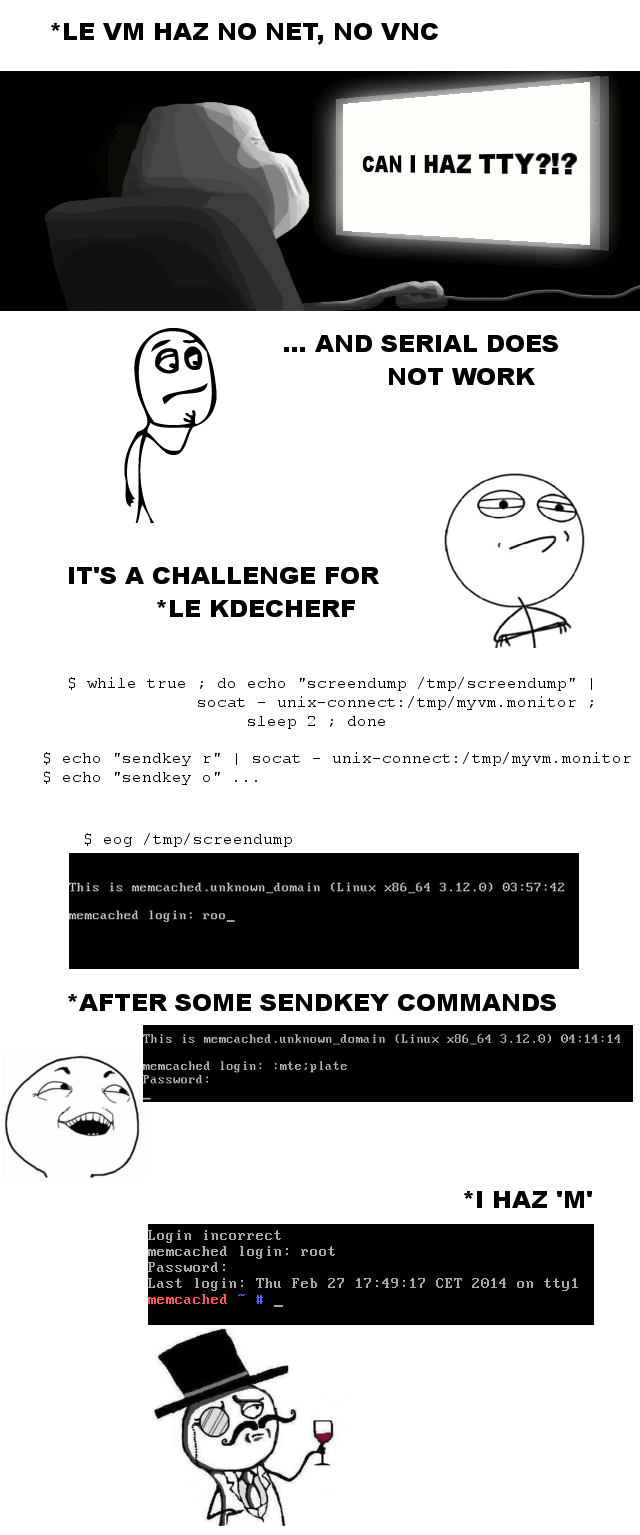 *LE VM HAZ NO NET, NO VNC
CAN I HAZ TTY?!?
... AND SERIAL DOES
NOT WORK
IT'S A CHALLENGE FOR
*LE KDECHERF
$ while true ; do echo "screendump /tmp/screendump" |
socat - unix-connect:/tmp/myvm.monitor ;
sleep 2 ; done
$ echo "sendkey r" | socat - unix-connect:/tmp/myvm.monitor
$ echo "sendkey o" ...
$ eog /tmp/screendump
This is memcached.unknown_domain (Linux x86_64 3.12.0) 03:57:42
memcached login: roo_
*AFTER SOME SENDKEY COMMANDS
This is memcached.unknown_domain (Linux x86_64 3.12.0) 04:14:14
memcached login: :mte;plate
Password:
_
*I HAZ 'M'
Login incorrect
memcached login: root
Password:
Last login: Thu Feb 27 17:49:17 CET 2014 on tty1
memcached ~ # _